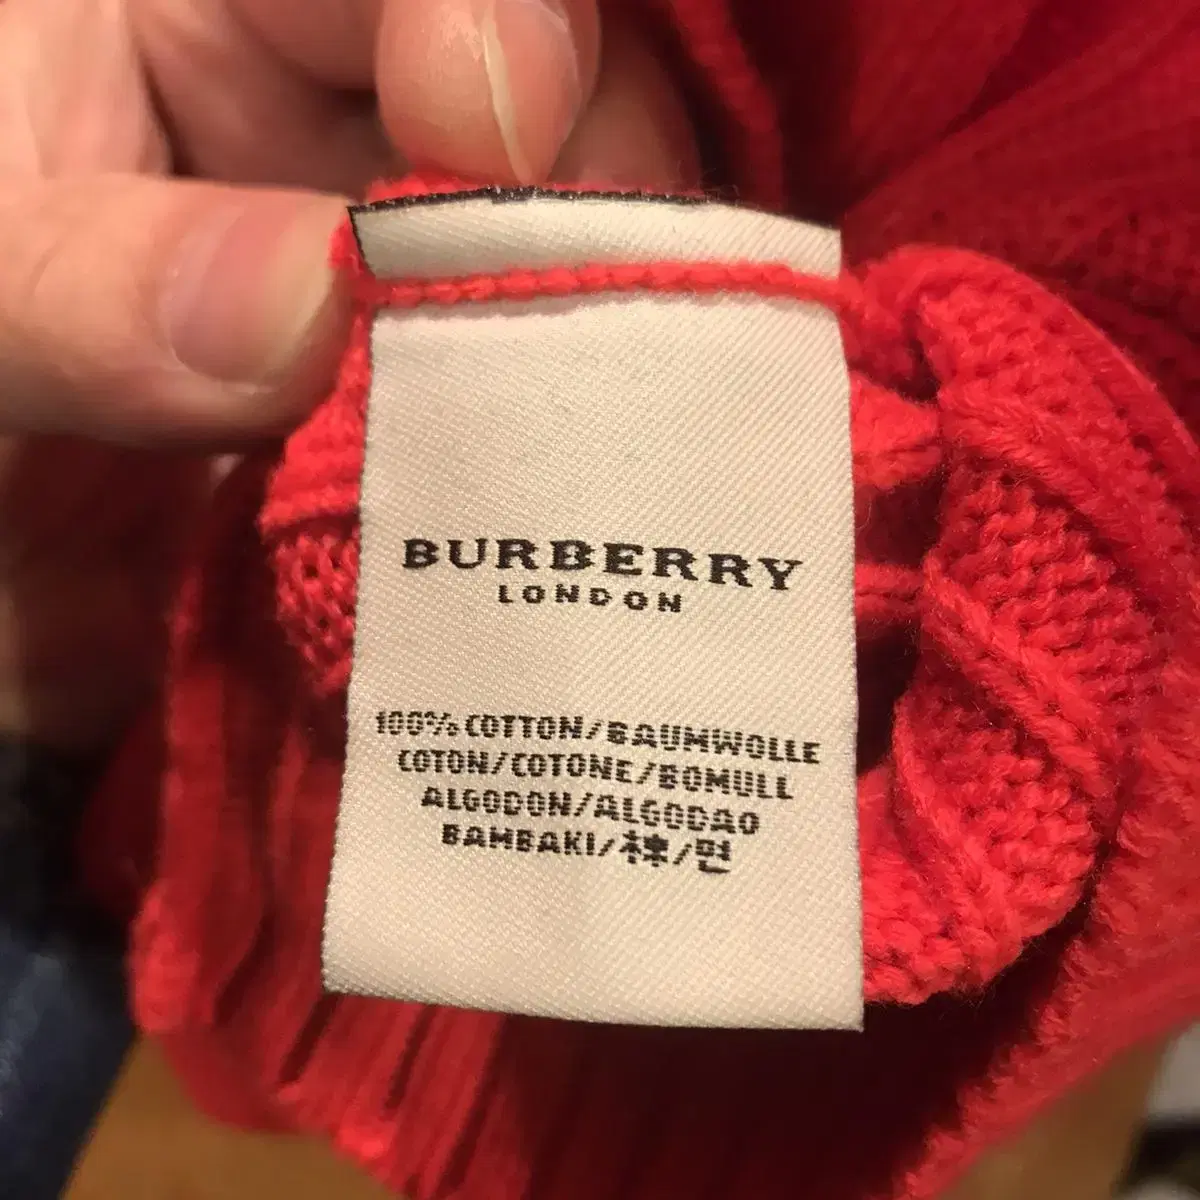 BURBERRY
LONDON
100% COTTON/BAUMWOLLE
COTON/COTONE/BOMULL
ALGODON/ALGODAO
BAMBAKI/棉/면